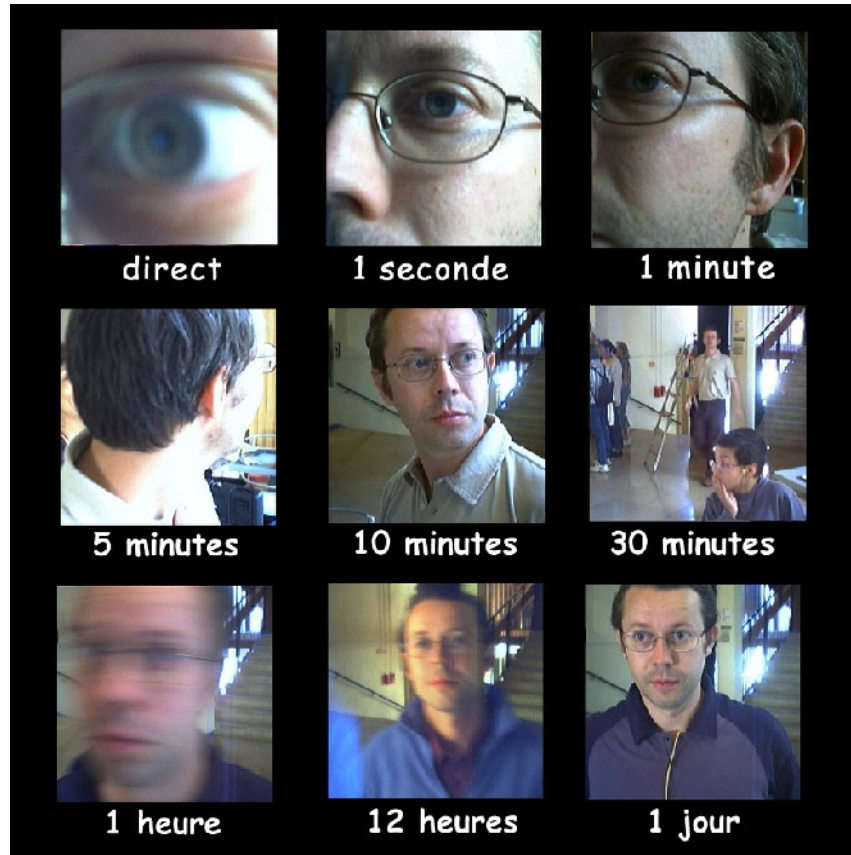 direct
1 seconde
1 minute
5 minutes
10 minutes
30 minutes
1 heure
12 heures
1 jour